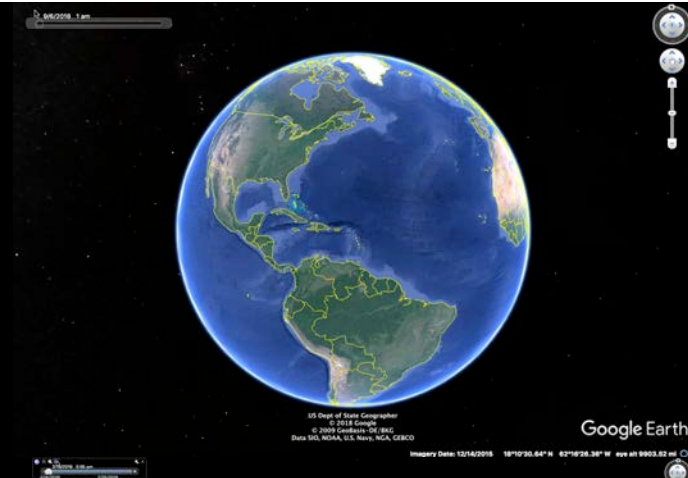 9/6/2018 1 am
US Dept of State Geographer
© 2018 Google
© 2009 GeoBasis-DE/BKG
Data SIO, NOAA, U.S. Navy, NGA, GEBCO
Google Earth
Imagery Date: 12/14/2015 18°10'30.64" N 62°16'26.36" W eye alt 9903.52 mi